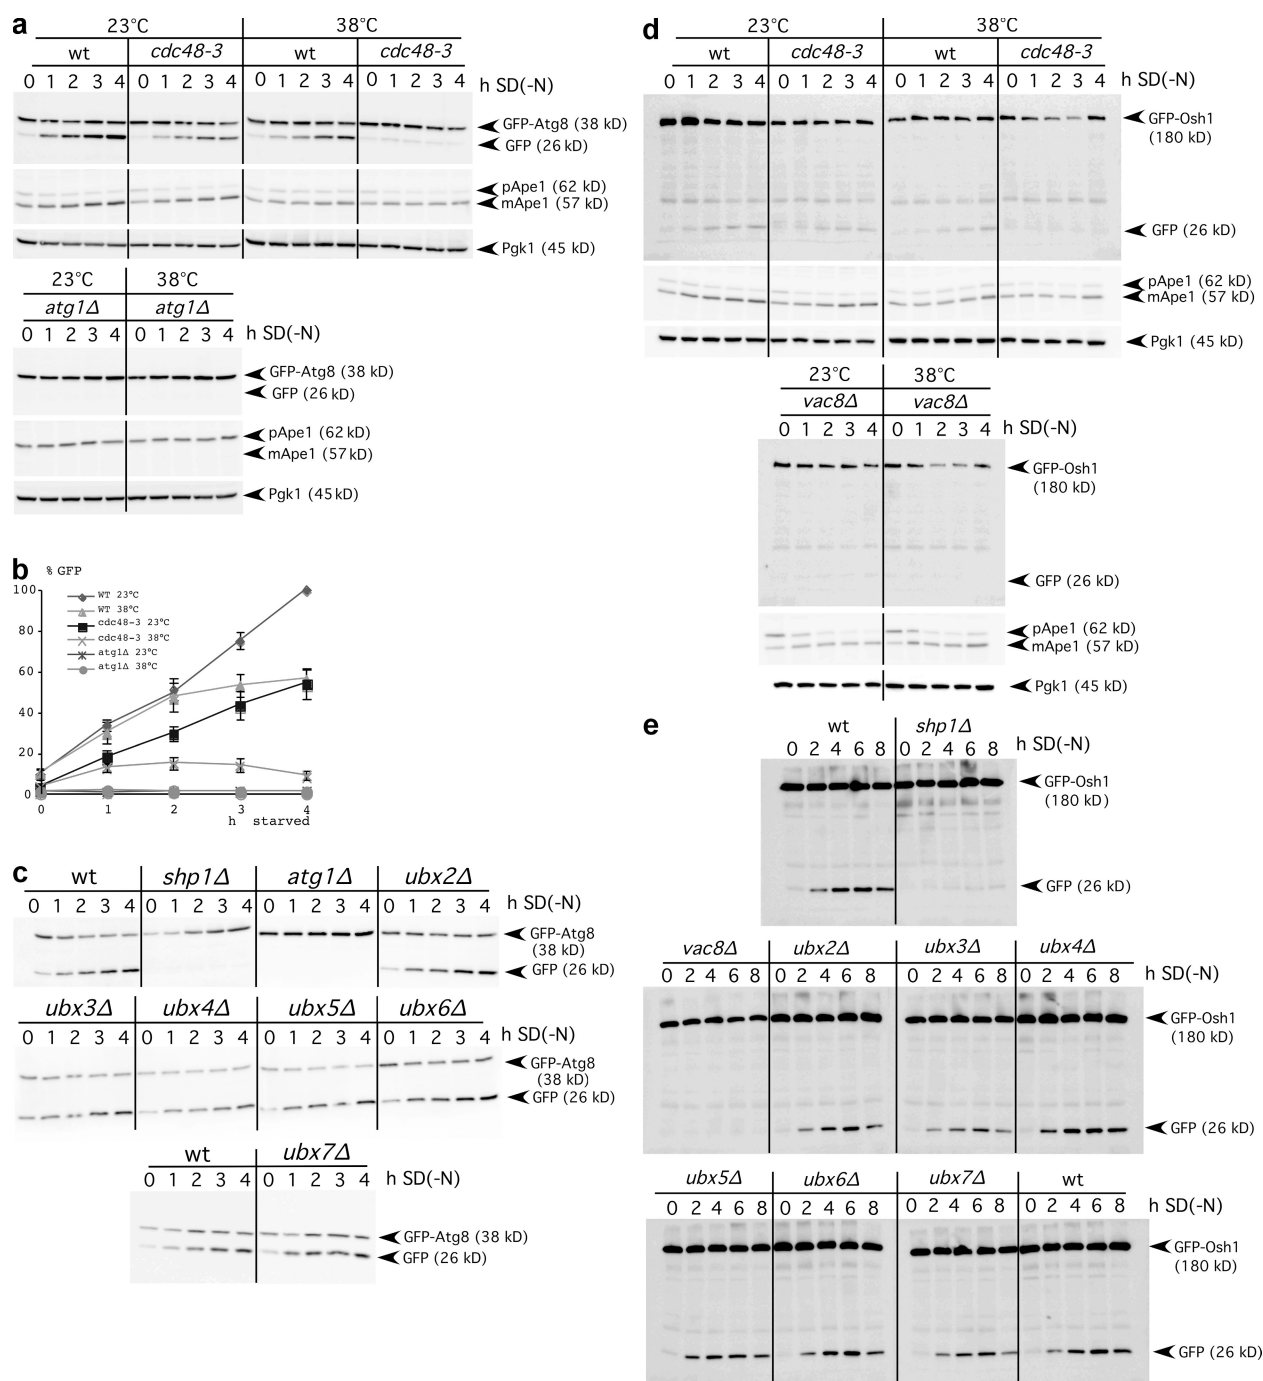 a
23°C 38°C
wt cdc48-3 wt cdc48-3
0 1 2 3 4 0 1 2 3 4 0 1 2 3 4 0 1 2 3 4 h SD(-N)
GFP-Atg8 (38 kD)
GFP (26 kD)
pApe1 (62 kD)
mApe1 (57 kD)
Pgk1 (45 kD)
23°C 38°C
atg1Δ atg1Δ
0 1 2 3 4 0 1 2 3 4 h SD(-N)
GFP-Atg8 (38 kD)
GFP (26 kD)
pApe1 (62 kD)
mApe1 (57 kD)
Pgk1 (45 kD)
b
% GFP
100
80
60
40
20
0
WT 23°C
WT 38°C
cdc48-3 23°C
cdc48-3 38°C
atg1Δ 23°C
atg1Δ 38°C
0 1 2 3 4
h starved
c
wt shp1Δ atg1Δ ubx2Δ
0 1 2 3 4 0 1 2 3 4 0 1 2 3 4 0 1 2 3 4 h SD(-N)
GFP-Atg8
(38 kD)
GFP (26 kD)
ubx3Δ ubx4Δ ubx5Δ ubx6Δ
0 1 2 3 4 0 1 2 3 4 0 1 2 3 4 0 1 2 3 4 h SD(-N)
GFP-Atg8
(38 kD)
GFP (26 kD)
wt ubx7Δ
0 1 2 3 4 0 1 2 3 4 h SD(-N)
GFP-Atg8 (38 kD)
GFP (26 kD)
d
23°C 38°C
wt cdc48-3 wt cdc48-3
0 1 2 3 4 0 1 2 3 4 0 1 2 3 4 0 1 2 3 4 h SD(-N)
GFP-Osh1
(180 kD)
GFP (26 kD)
pApe1 (62 kD)
mApe1 (57 kD)
Pgk1 (45 kD)
23°C 38°C
vac8Δ vac8Δ
0 1 2 3 4 0 1 2 3 4 h SD(-N)
GFP-Osh1
(180 kD)
GFP (26 kD)
pApe1 (62 kD)
mApe1 (57 kD)
Pgk1 (45 kD)
e
wt shp1Δ
0 2 4 6 8 0 2 4 6 8 h SD(-N)
GFP-Osh1
(180 kD)
GFP (26 kD)
vac8Δ ubx2Δ ubx3Δ ubx4Δ
0 2 4 6 8 0 2 4 6 8 0 2 4 6 8 0 2 4 6 8 h SD(-N)
GFP-Osh1
(180 kD)
GFP (26 kD)
ubx5Δ ubx6Δ ubx7Δ wt
0 2 4 6 8 0 2 4 6 8 0 2 4 6 8 0 2 4 6 8 h SD(-N)
GFP-Osh1
(180 kD)
GFP (26 kD)